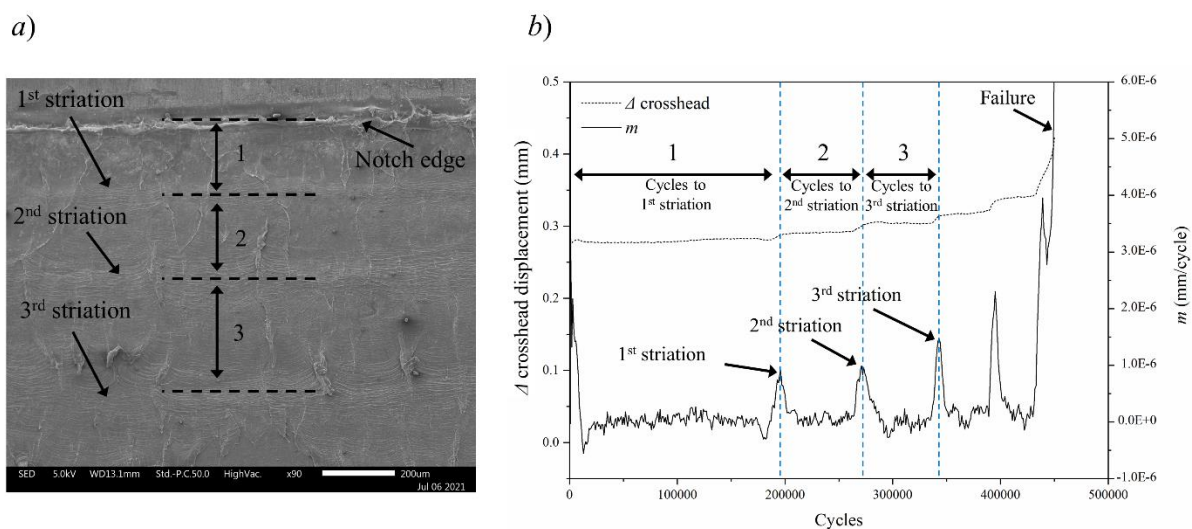 a)
1st striation
2nd striation
3rd striation
Notch edge
1
2
3
SED 5.0kV WD13.1mm Std.-P.C.50.0 HighVac. x90 200um
Jul 06 2021
b)
Δ crosshead displacement (mm)
0.5
0.4
0.3
0.2
0.1
0.0
Δ crosshead
m
Failure
1
2
3
Cycles to
1st striation
Cycles to
2nd striation
Cycles to
3rd striation
1st striation
2nd striation
3rd striation
6.0E-6
5.0E-6
4.0E-6
3.0E-6
2.0E-6
1.0E-6
0.0E+0
-1.0E-6
m (mm/cycle)
0 100000 200000 300000 400000 500000
Cycles